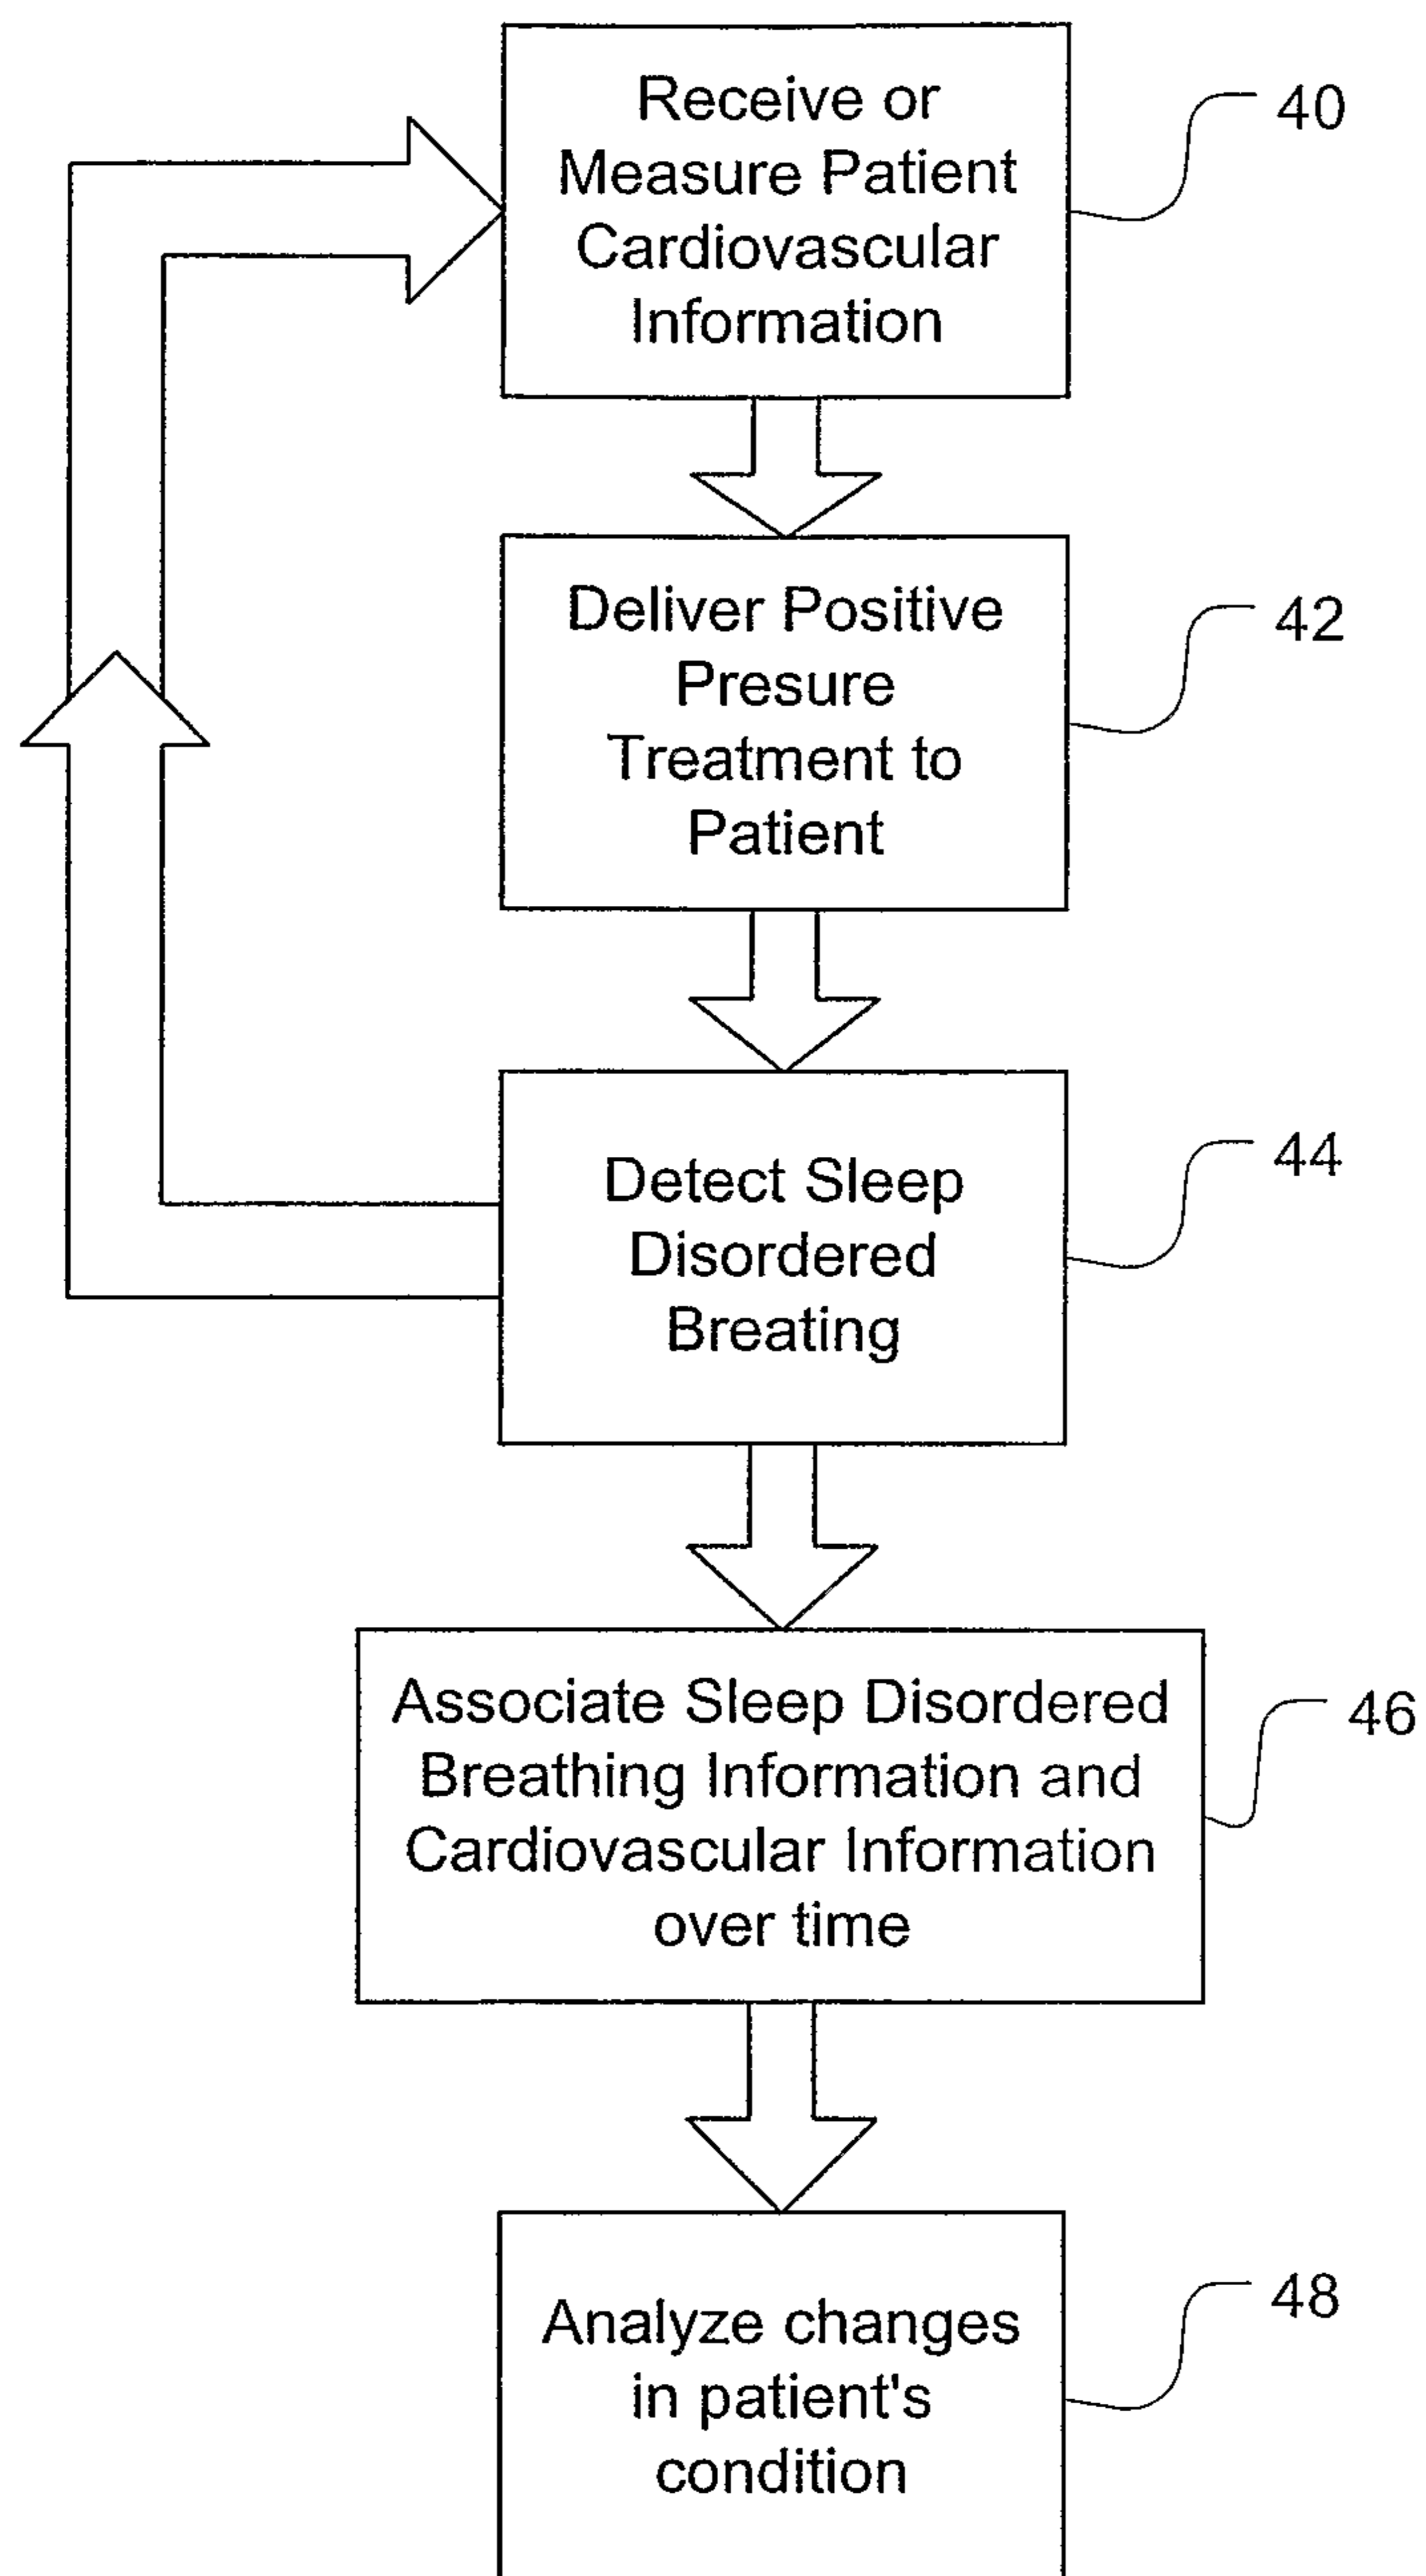 Receive or
Measure Patient
Cardiovascular
Information
40
Deliver Positive
Presure
Treatment to
Patient
42
Detect Sleep
Disordered
Breating
44
Associate Sleep Disordered
Breathing Information and
Cardiovascular Information
over time
46
Analyze changes
in patient's
condition
48